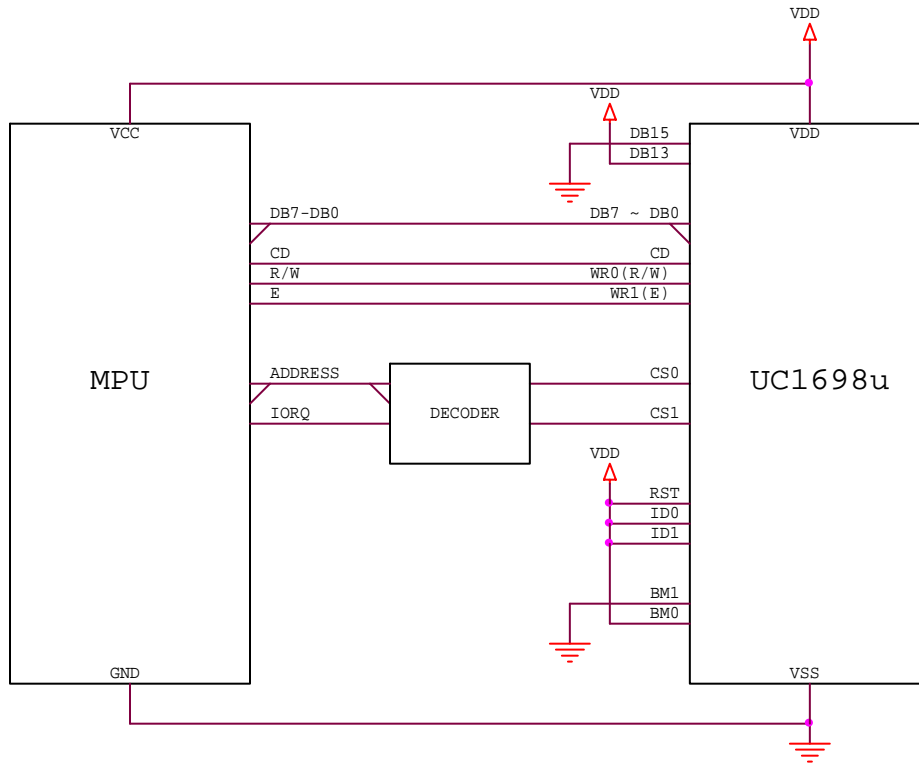 VDD
VCC
VDD
VDD
DB15
DB13
DB7-DB0
DB7 ~ DB0
CD
CD
R/W
WR0(R/W)
E
WR1(E)
MPU
ADDRESS
IORQ
DECODER
CS0
CS1
UC1698u
VDD
RST
ID0
ID1
BM1
BM0
GND
VSS